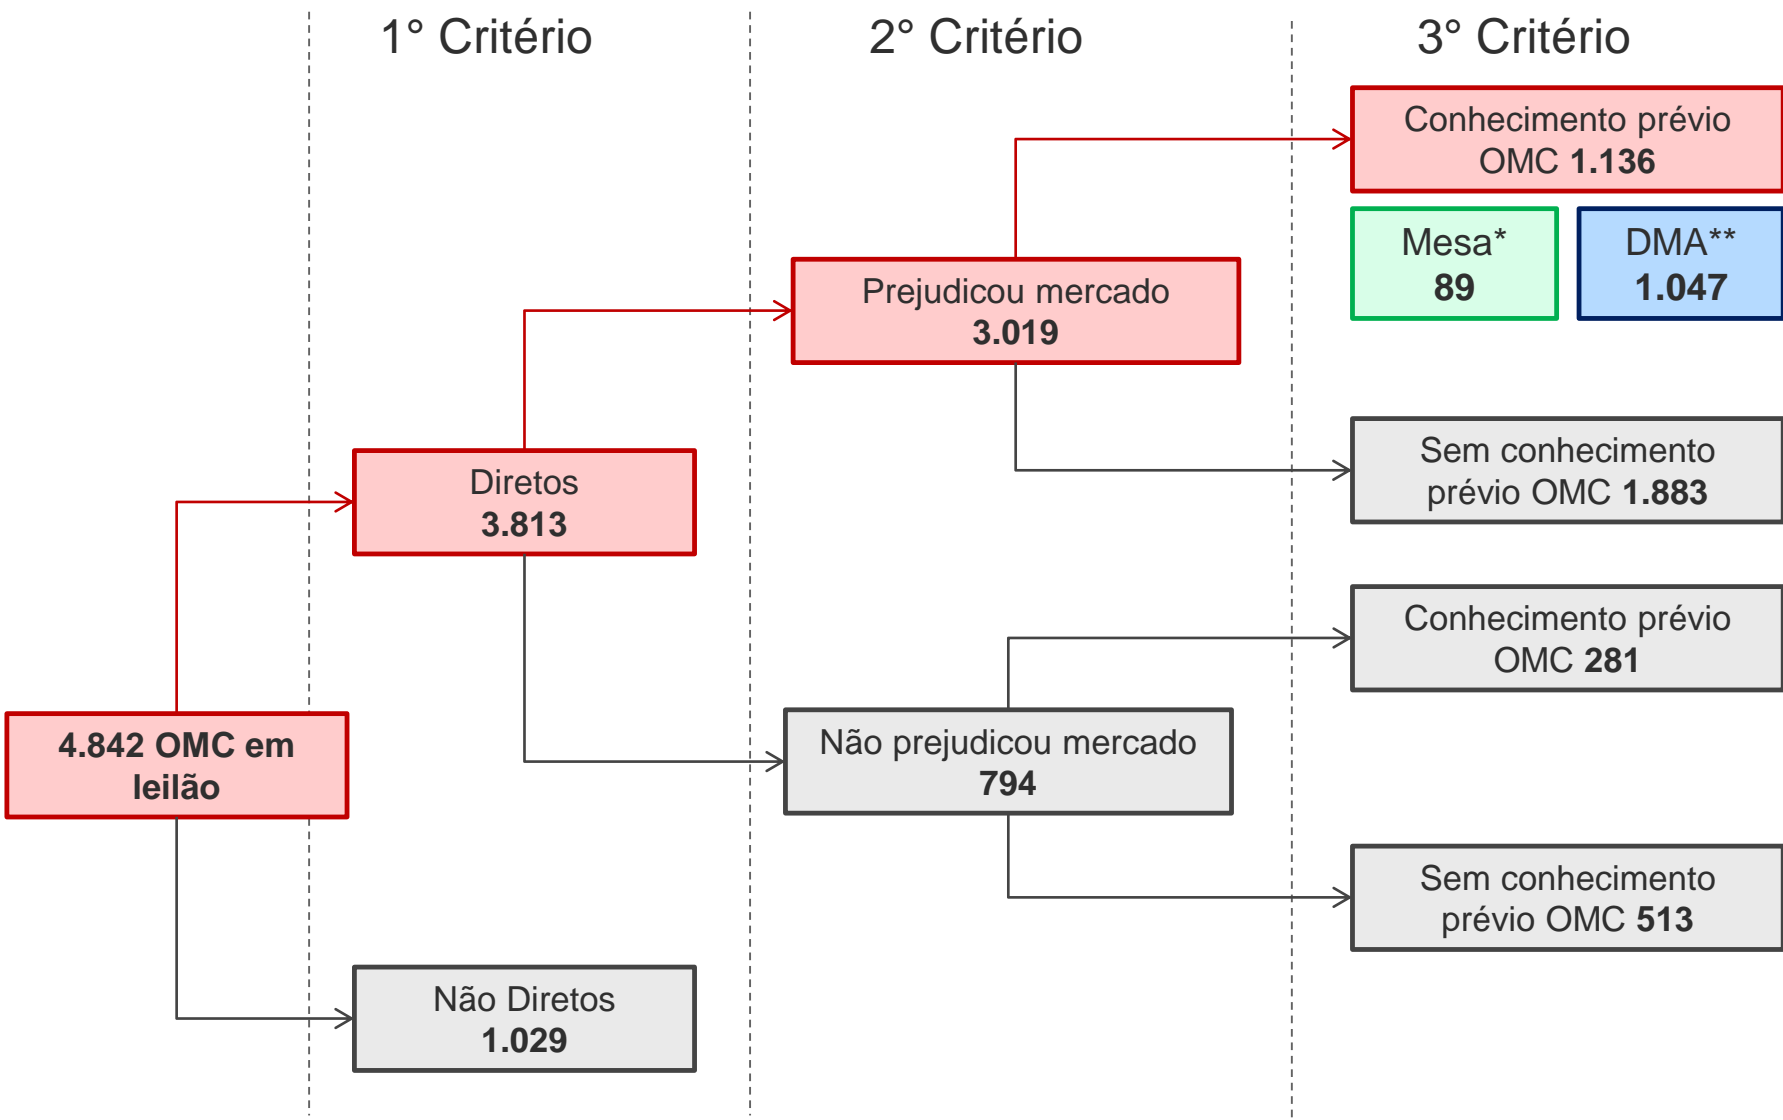 1° Critério
2° Critério
3° Critério
Conhecimento prévio
OMC 1.136
Mesa*
89
DMA**
1.047
Prejudicou mercado
3.019
Sem conhecimento
prévio OMC 1.883
Diretos
3.813
Conhecimento prévio
OMC 281
4.842 OMC em
leilão
Não prejudicou mercado
794
Sem conhecimento
prévio OMC 513
Não Diretos
1.029